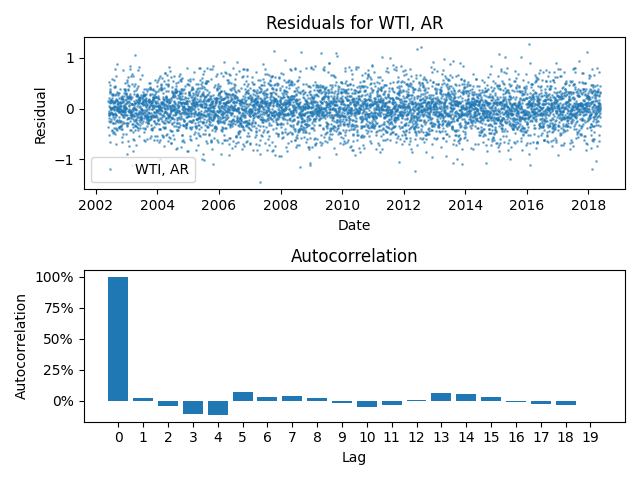 Residuals for WTI, AR
Residual
1
0
−1
WTI, AR
2002 2004 2006 2008 2010 2012 2014 2016 2018
Date
Autocorrelation
Autocorrelation
100%
75%
50%
25%
0%
0 1 2 3 4 5 6 7 8 9 10 11 12 13 14 15 16 17 18 19
Lag